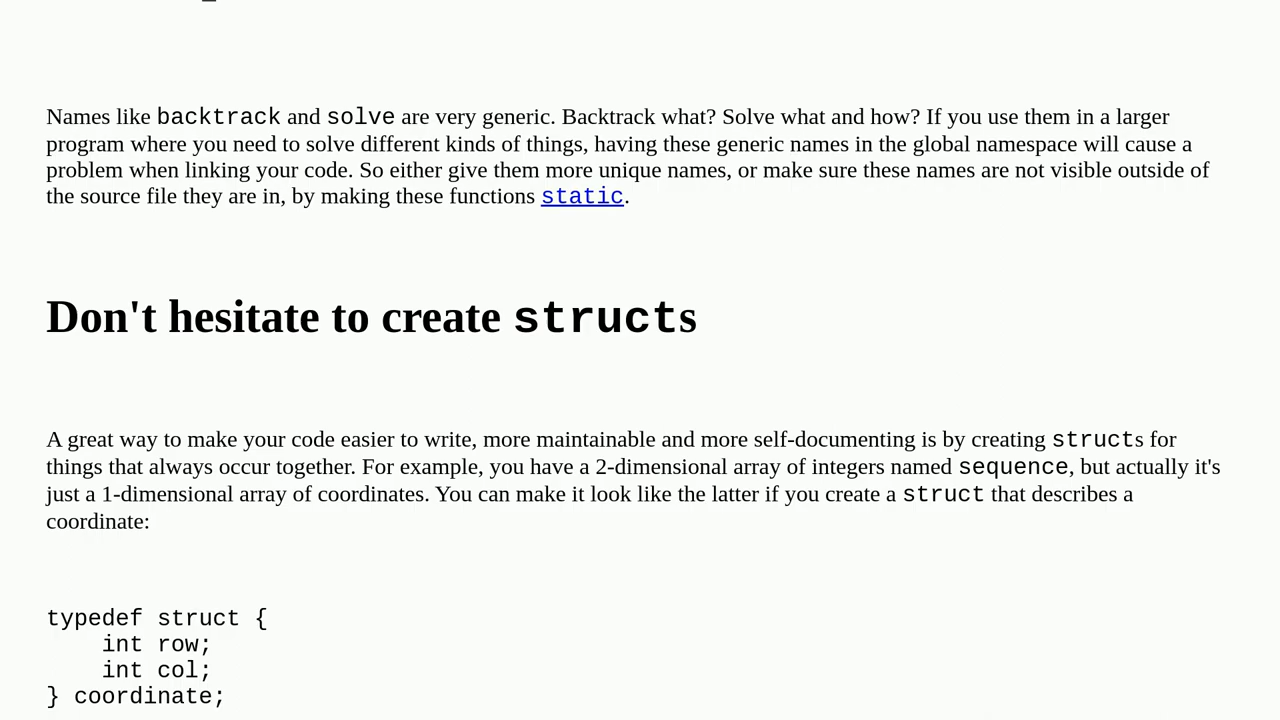 Names like backtrack and solve are very generic. Backtrack what? Solve what and how? If you use them in a larger
program where you need to solve different kinds of things, having these generic names in the global namespace will cause a
problem when linking your code. So either give them more unique names, or make sure these names are not visible outside of
the source file they are in, by making these functions static.
Don't hesitate to create structs
A great way to make your code easier to write, more maintainable and more self-documenting is by creating structs for
things that always occur together. For example, you have a 2-dimensional array of integers named sequence, but actually it's
just a 1-dimensional array of coordinates. You can make it look like the latter if you create a struct that describes a
coordinate:
typedef struct {
    int row;
    int col;
} coordinate;